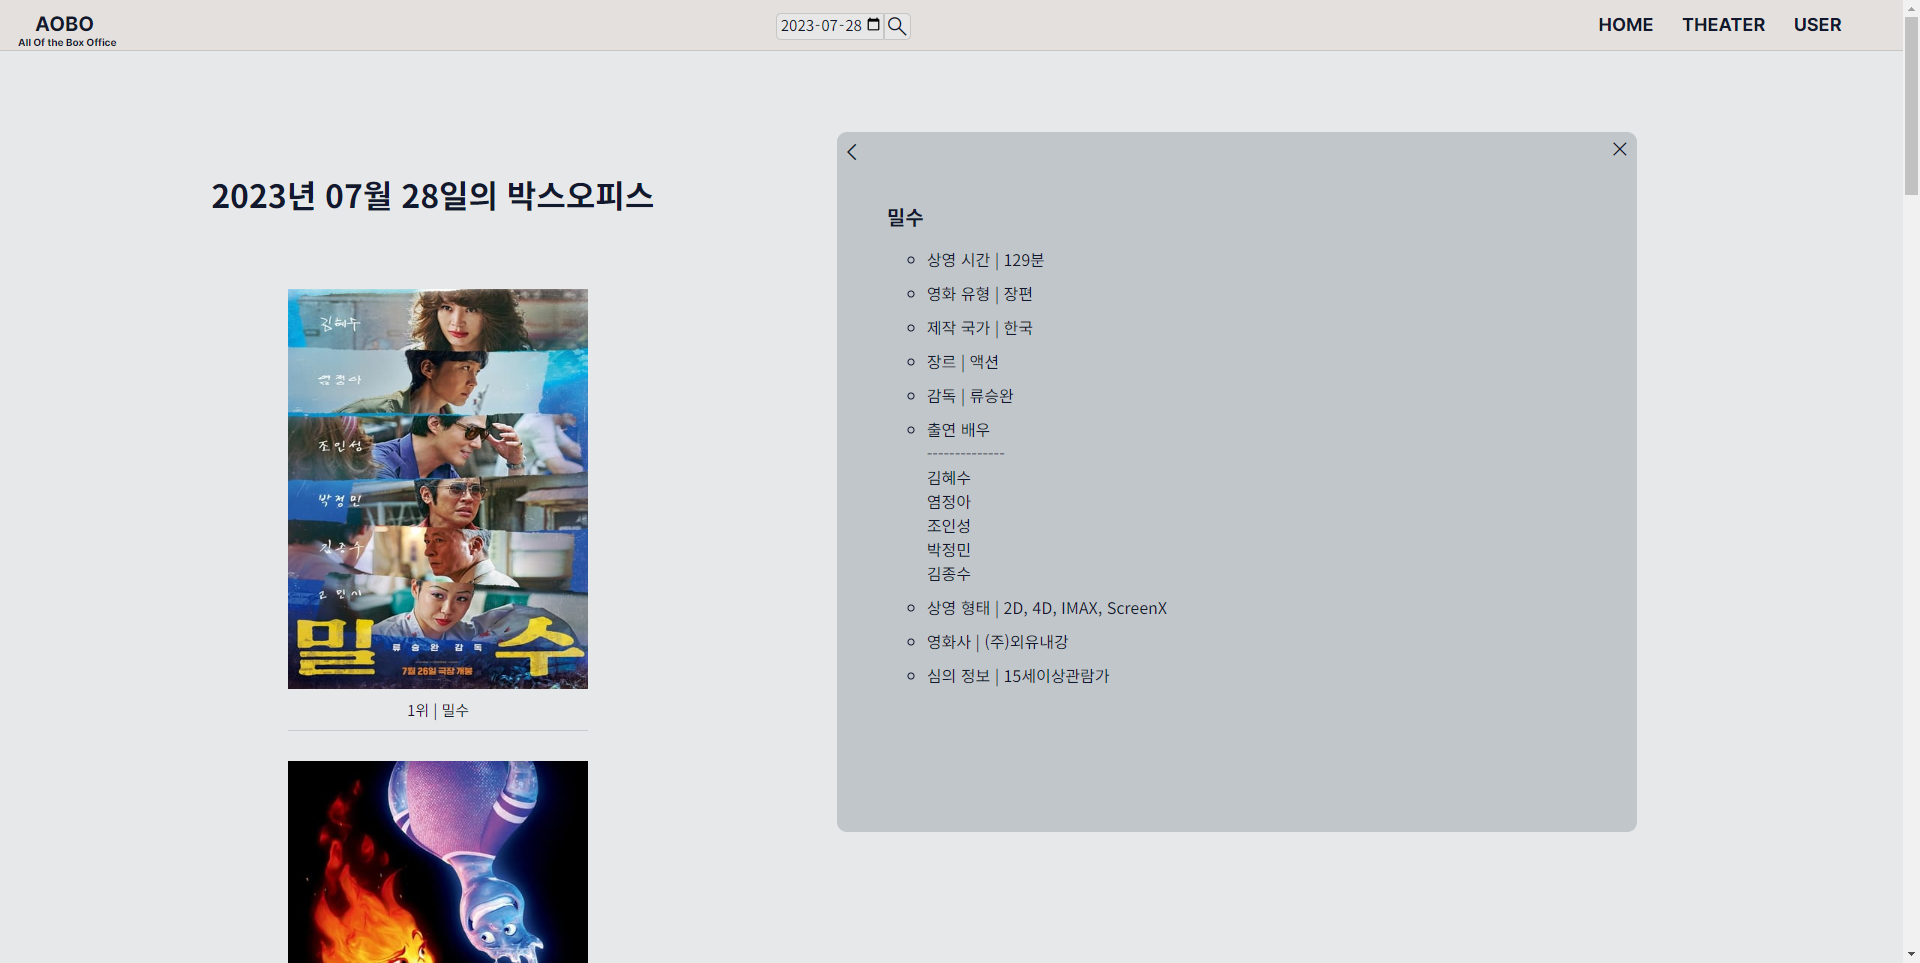 AOBO
All Of the Box Office
2023-07-28
HOME
THEATER
USER
2023년 07월 28일의 박스오피스
김혜수
염정아
조인성
박정민
김종수
고민시
밀수
류승완 감독
7월 26일 극장 개봉
1위 | 밀수
밀수
상영 시간 | 129분
영화 유형 | 장편
제작 국가 | 한국
장르 | 액션
감독 | 류승완
출연 배우
--------------
김혜수
염정아
조인성
박정민
김종수
상영 형태 | 2D, 4D, IMAX, ScreenX
영화사 | (주)외유내강
심의 정보 | 15세이상관람가